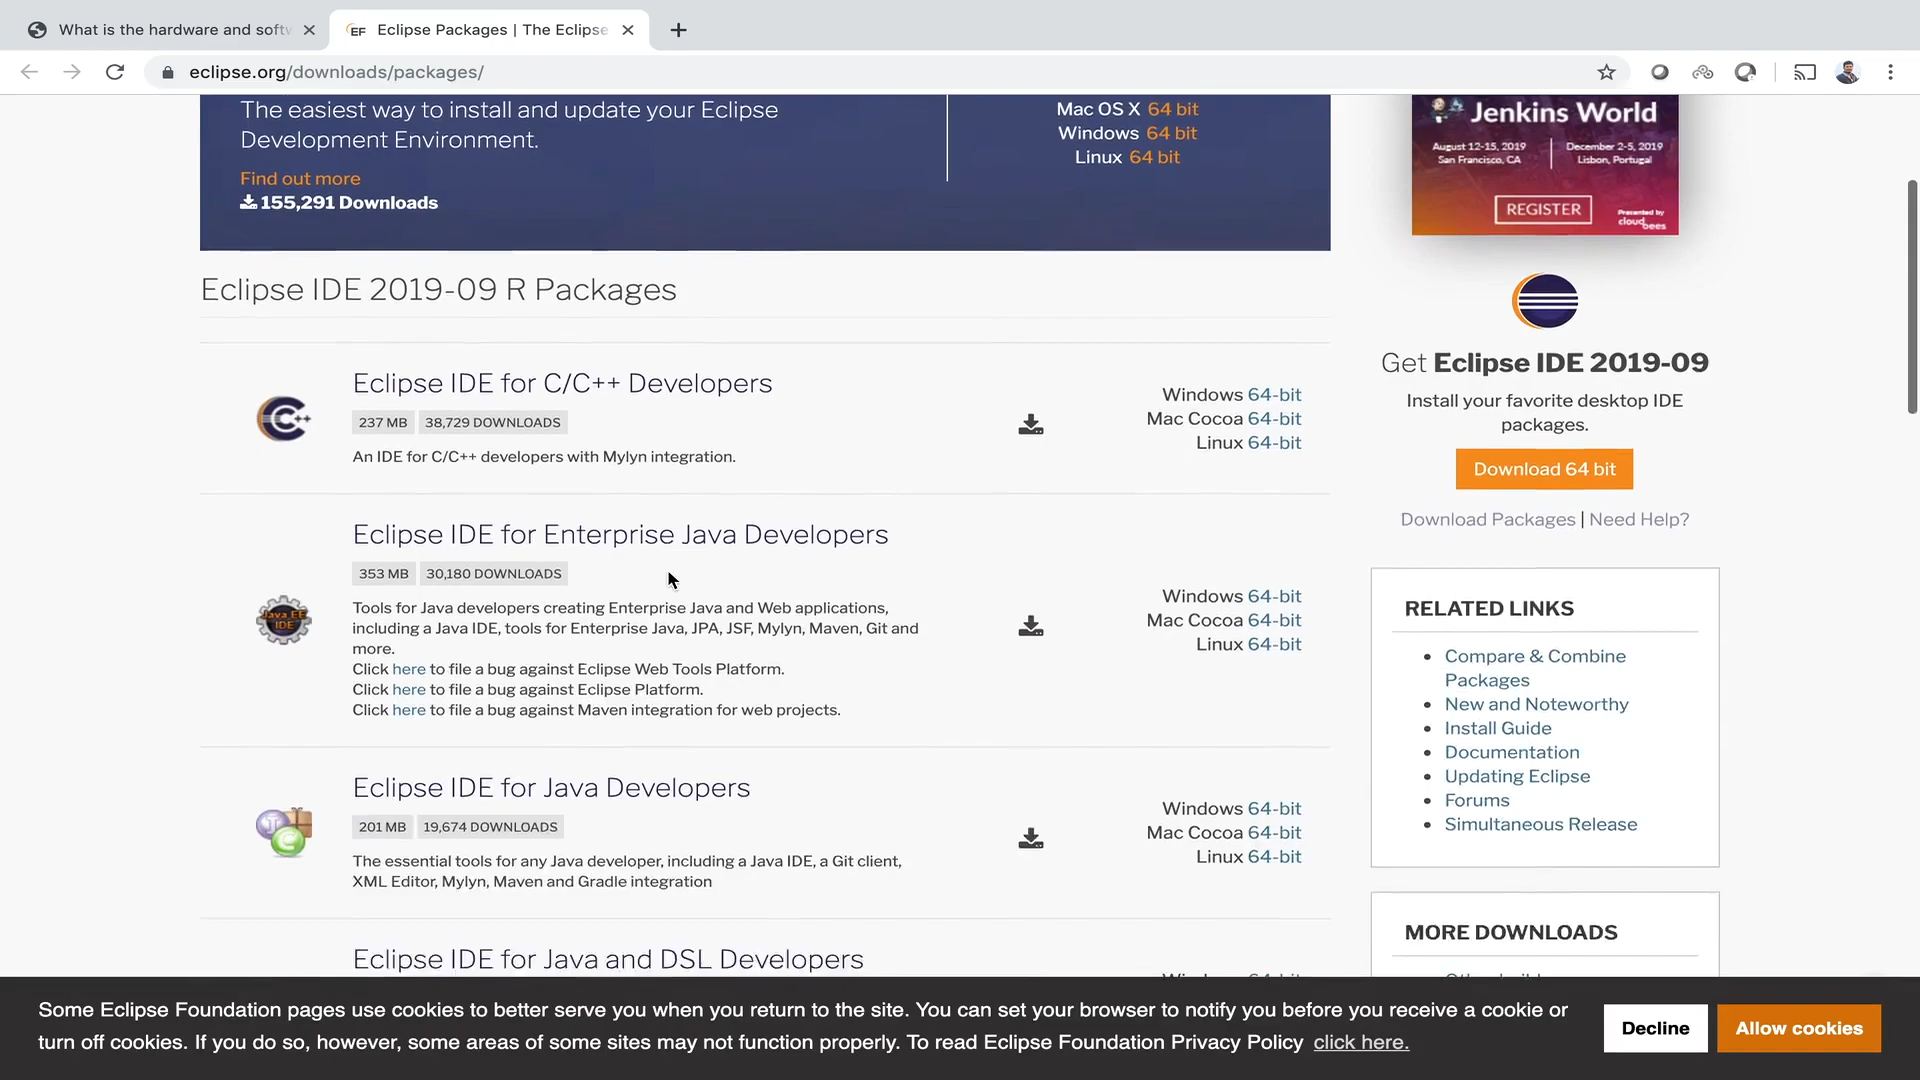 What is the hardware and softw
EF Eclipse Packages | The Eclipse
eclipse.org/downloads/packages/
The easiest way to install and update your Eclipse
Development Environment.
Find out more
155,291 Downloads
Mac OS X 64 bit
Windows 64 bit
Linux 64 bit
Jenkins World
August 12-15, 2019
San Francisco, CA
December 2-5, 2019
Lisbon, Portugal
REGISTER
Presented by
cloudbees
Eclipse IDE 2019-09 R Packages
Eclipse IDE for C/C++ Developers
237 MB 38,729 DOWNLOADS
An IDE for C/C++ developers with Mylyn integration.
Windows 64-bit
Mac Cocoa 64-bit
Linux 64-bit
Eclipse IDE for Enterprise Java Developers
353 MB 30,180 DOWNLOADS
Java EE
IDE
Tools for Java developers creating Enterprise Java and Web applications,
including a Java IDE, tools for Enterprise Java, JPA, JSF, Mylyn, Maven, Git and
more.
Click here to file a bug against Eclipse Web Tools Platform.
Click here to file a bug against Eclipse Platform.
Click here to file a bug against Maven integration for web projects.
Windows 64-bit
Mac Cocoa 64-bit
Linux 64-bit
Eclipse IDE for Java Developers
201 MB 19,674 DOWNLOADS
The essential tools for any Java developer, including a Java IDE, a Git client,
XML Editor, Mylyn, Maven and Gradle integration
Windows 64-bit
Mac Cocoa 64-bit
Linux 64-bit
Eclipse IDE for Java and DSL Developers
Get Eclipse IDE 2019-09
Install your favorite desktop IDE
packages.
Download 64 bit
Download Packages | Need Help?
RELATED LINKS
Compare & Combine
Packages
New and Noteworthy
Install Guide
Documentation
Updating Eclipse
Forums
Simultaneous Release
MORE DOWNLOADS
Some Eclipse Foundation pages use cookies to better serve you when you return to the site. You can set your browser to notify you before you receive a cookie or
turn off cookies. If you do so, however, some areas of some sites may not function properly. To read Eclipse Foundation Privacy Policy click here.
Decline
Allow cookies